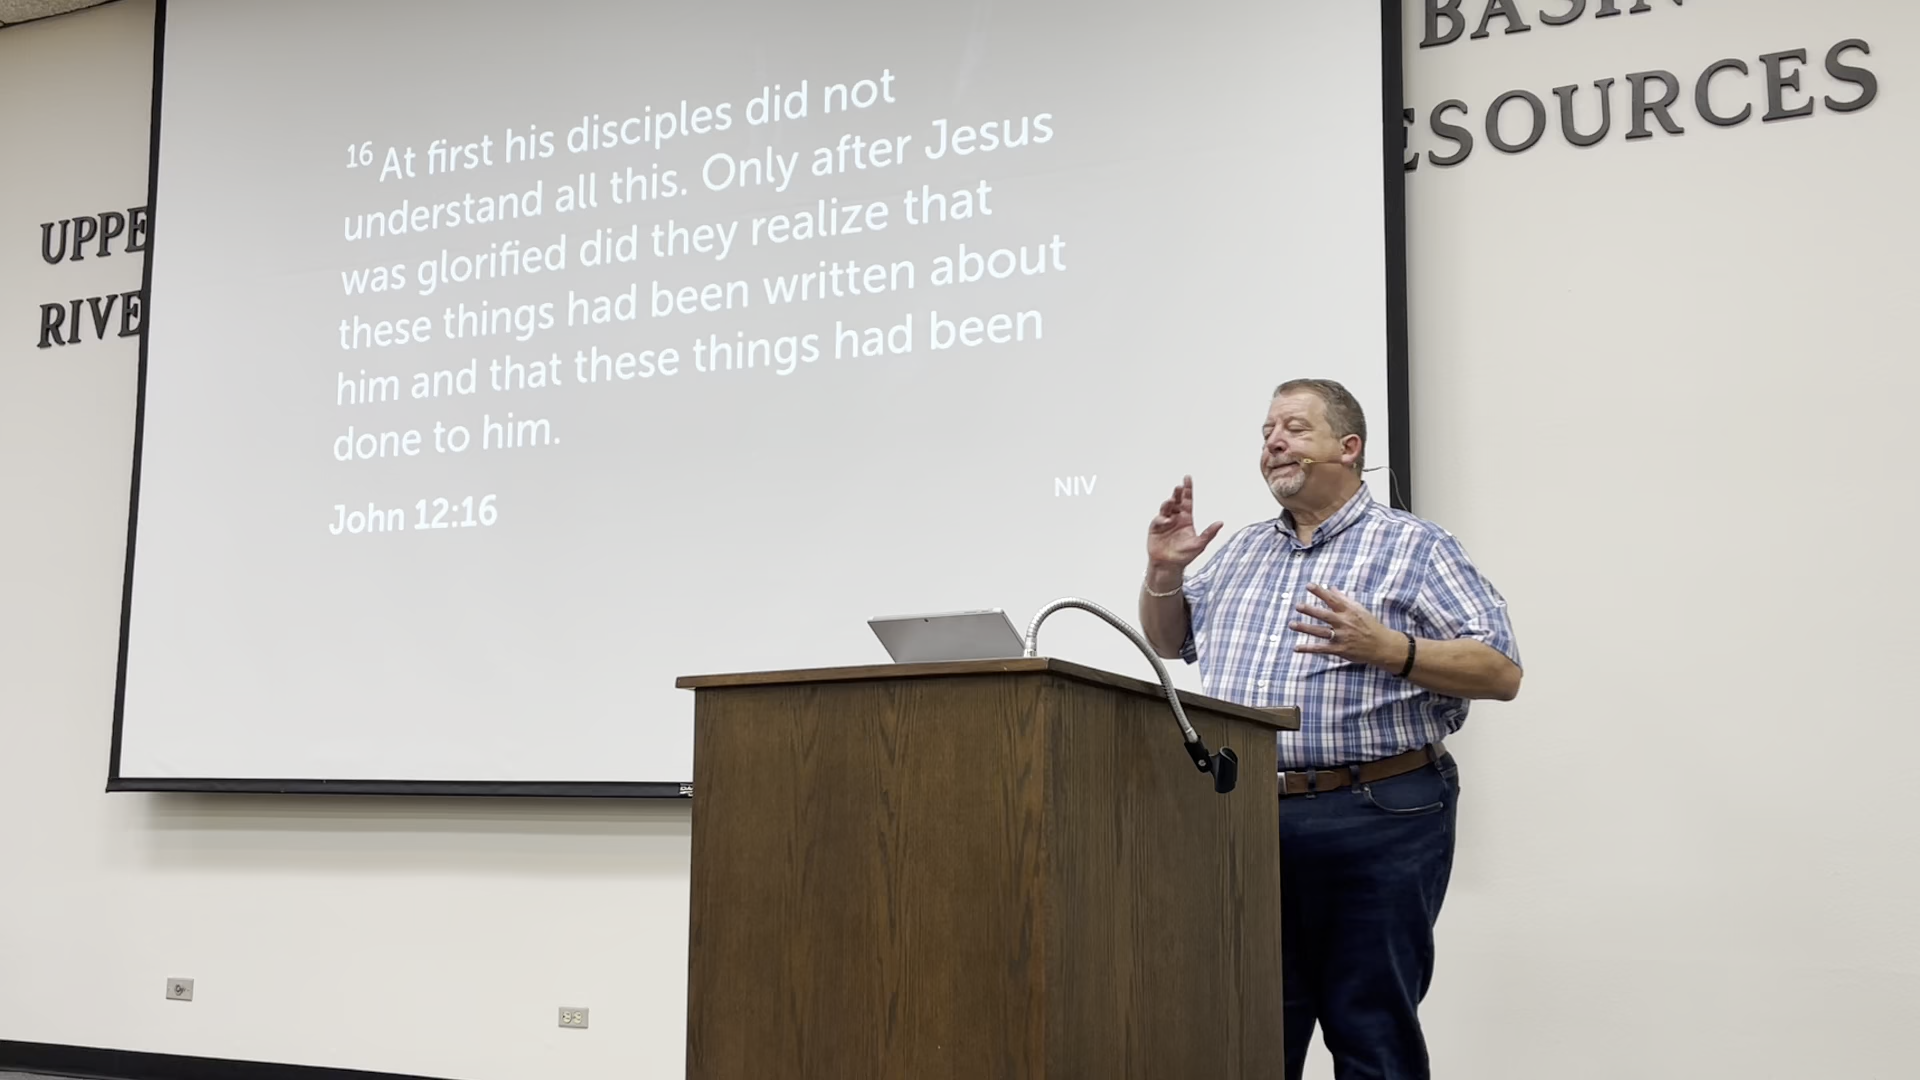 BASIN
ESOURCES
UPPE
RIVE
16 At first his disciples did not
understand all this. Only after Jesus
was glorified did they realize that
these things had been written about
him and that these things had been
done to him.
John 12:16
NIV